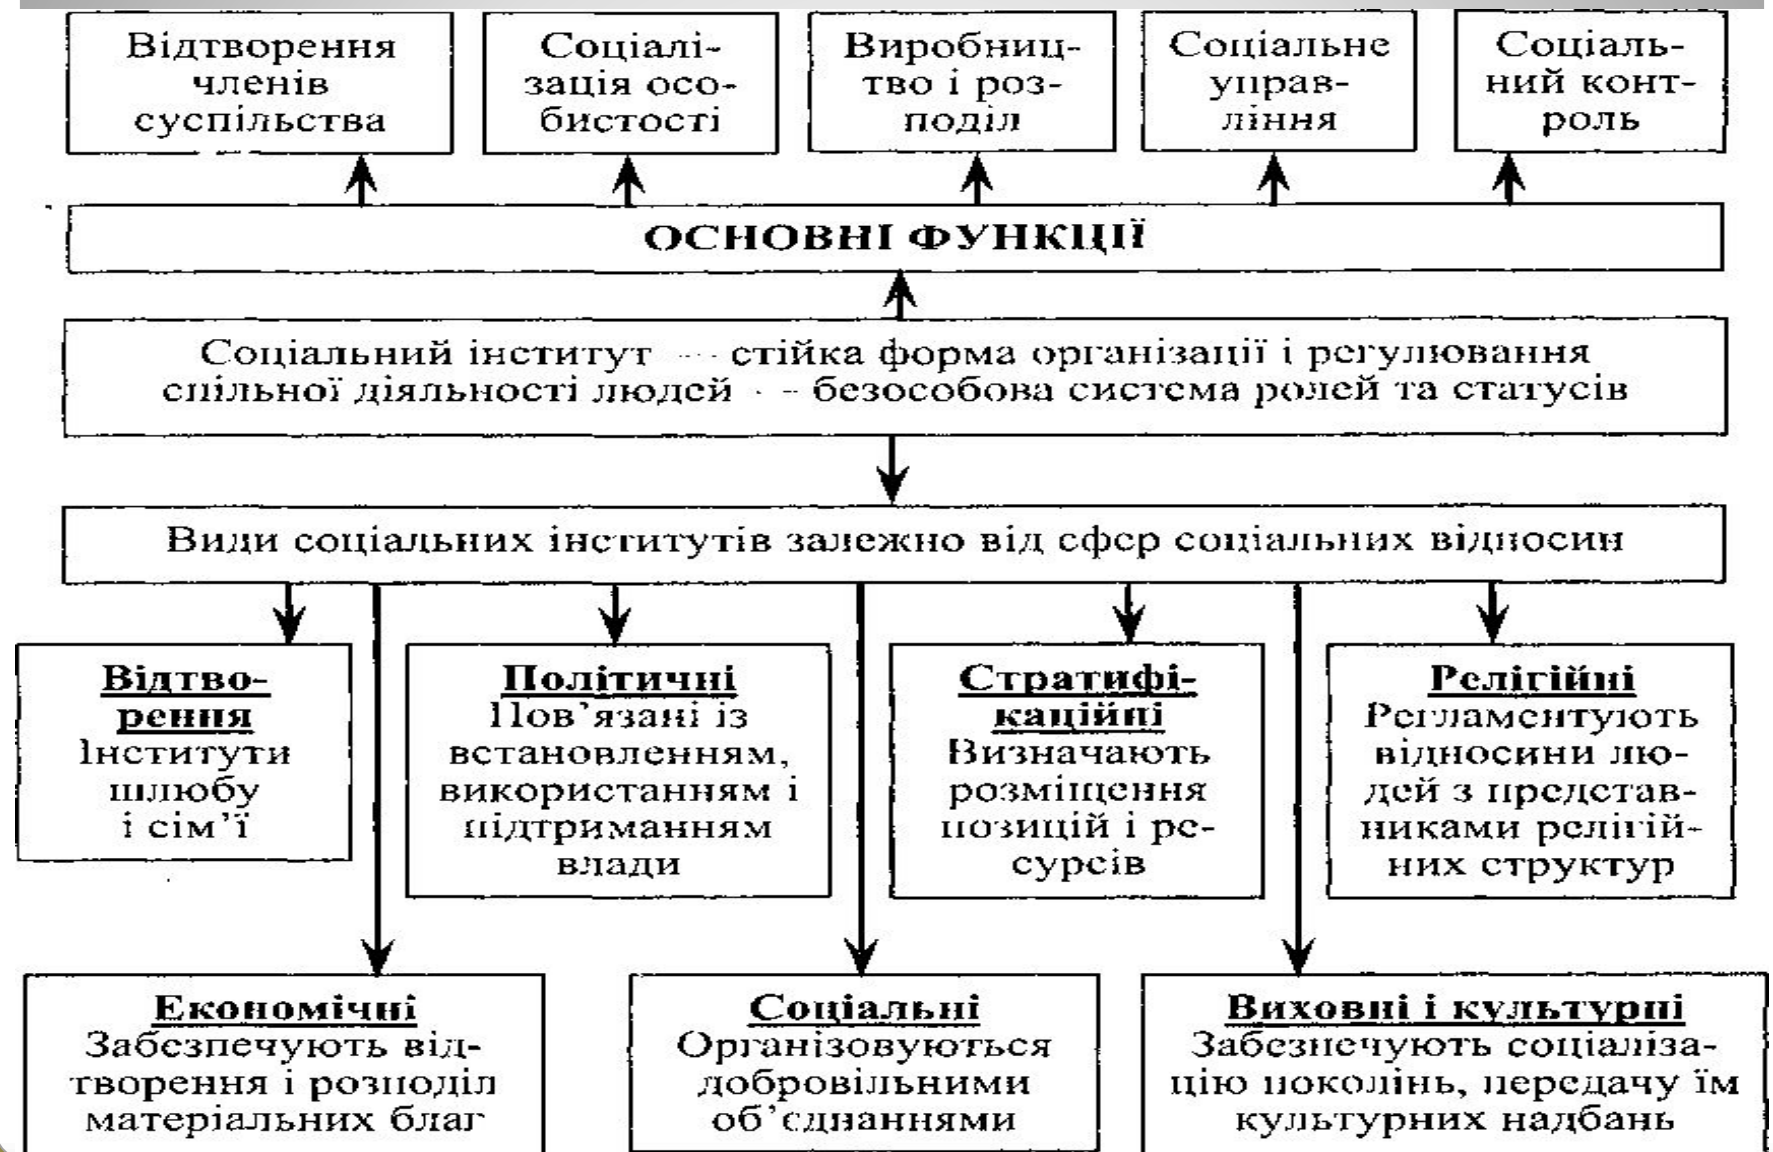 Відтворення
членів
суспільства
Соціалі-
зація осо-
бистості
Виробниц-
тво і роз-
поділ
Соціальне
управ-
ління
Соціаль-
ний конт-
роль
ОСНОВНІ ФУНКЦІЇ
Соціальний інститут — стійка форма організації і регулювання
спільної діяльності людей — безособова система ролей та статусів
Види соціальних інститутів залежно від сфер соціальних відносин
Відтво-
рення
Інститути
шлюбу
і сім’ї
Політичні
Пов’язані із
встановленням,
використанням і
підтриманням
влади
Стратифі-
каційні
Визначають
розміщення
позицій і ре-
сурсів
Релігійні
Регламентують
відносини лю-
дей з представ-
никами релігій-
них структур
Економічні
Забезпечують від-
творення і розподіл
матеріальних благ
Соціальні
Організовуються
добровільними
об’єднаннями
Виховні і культурні
Забезпечують соціаліза-
цію поколінь, передачу їм
культурних надбань